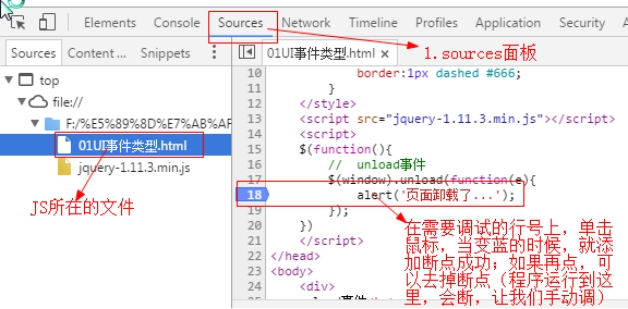 Elements Console Sources Network Timeline Profiles Application Security
Sources Content ... Snippets
01UI事件类型.html ×
1.sources面板
top
file://
F:/%E5%89%8D%E7%AB%AF
01UI事件类型.html
jquery-1.11.3.min.js
JS所在的文件
10 border:1px dashed #666;
11 }
12 </style>
13 <script src="jquery-1.11.3.min.js"></script>
14 <script>
15 $(function(){
16 // unload事件
17 $(window).unload(function(e){
18 alert('页面卸载了...');
19 });
20 })
21 </script>
22 </head>
23 <body>
24 <div>
在需要调试的行号上，单击
鼠标，当变蓝的时候，就添
加断点成功；如果再点，可
以去掉断点（程序运行到这
里，会断，让我们手动调）